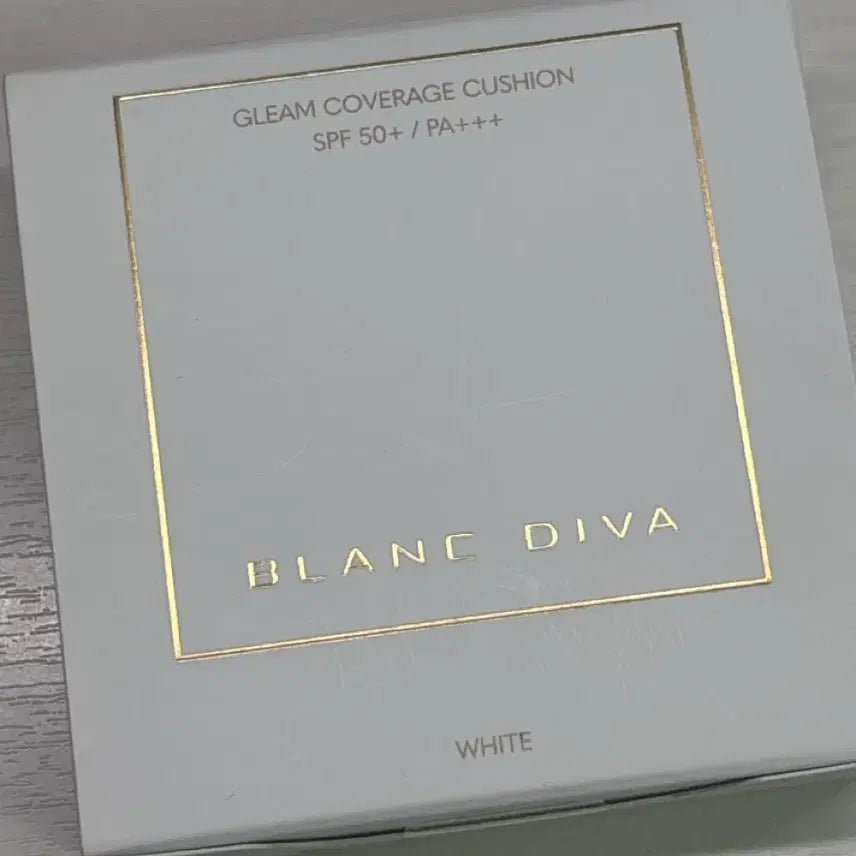 GLEAM COVERAGE CUSHION
SPF 50+ / PA+++
BLANC DIVA
WHITE